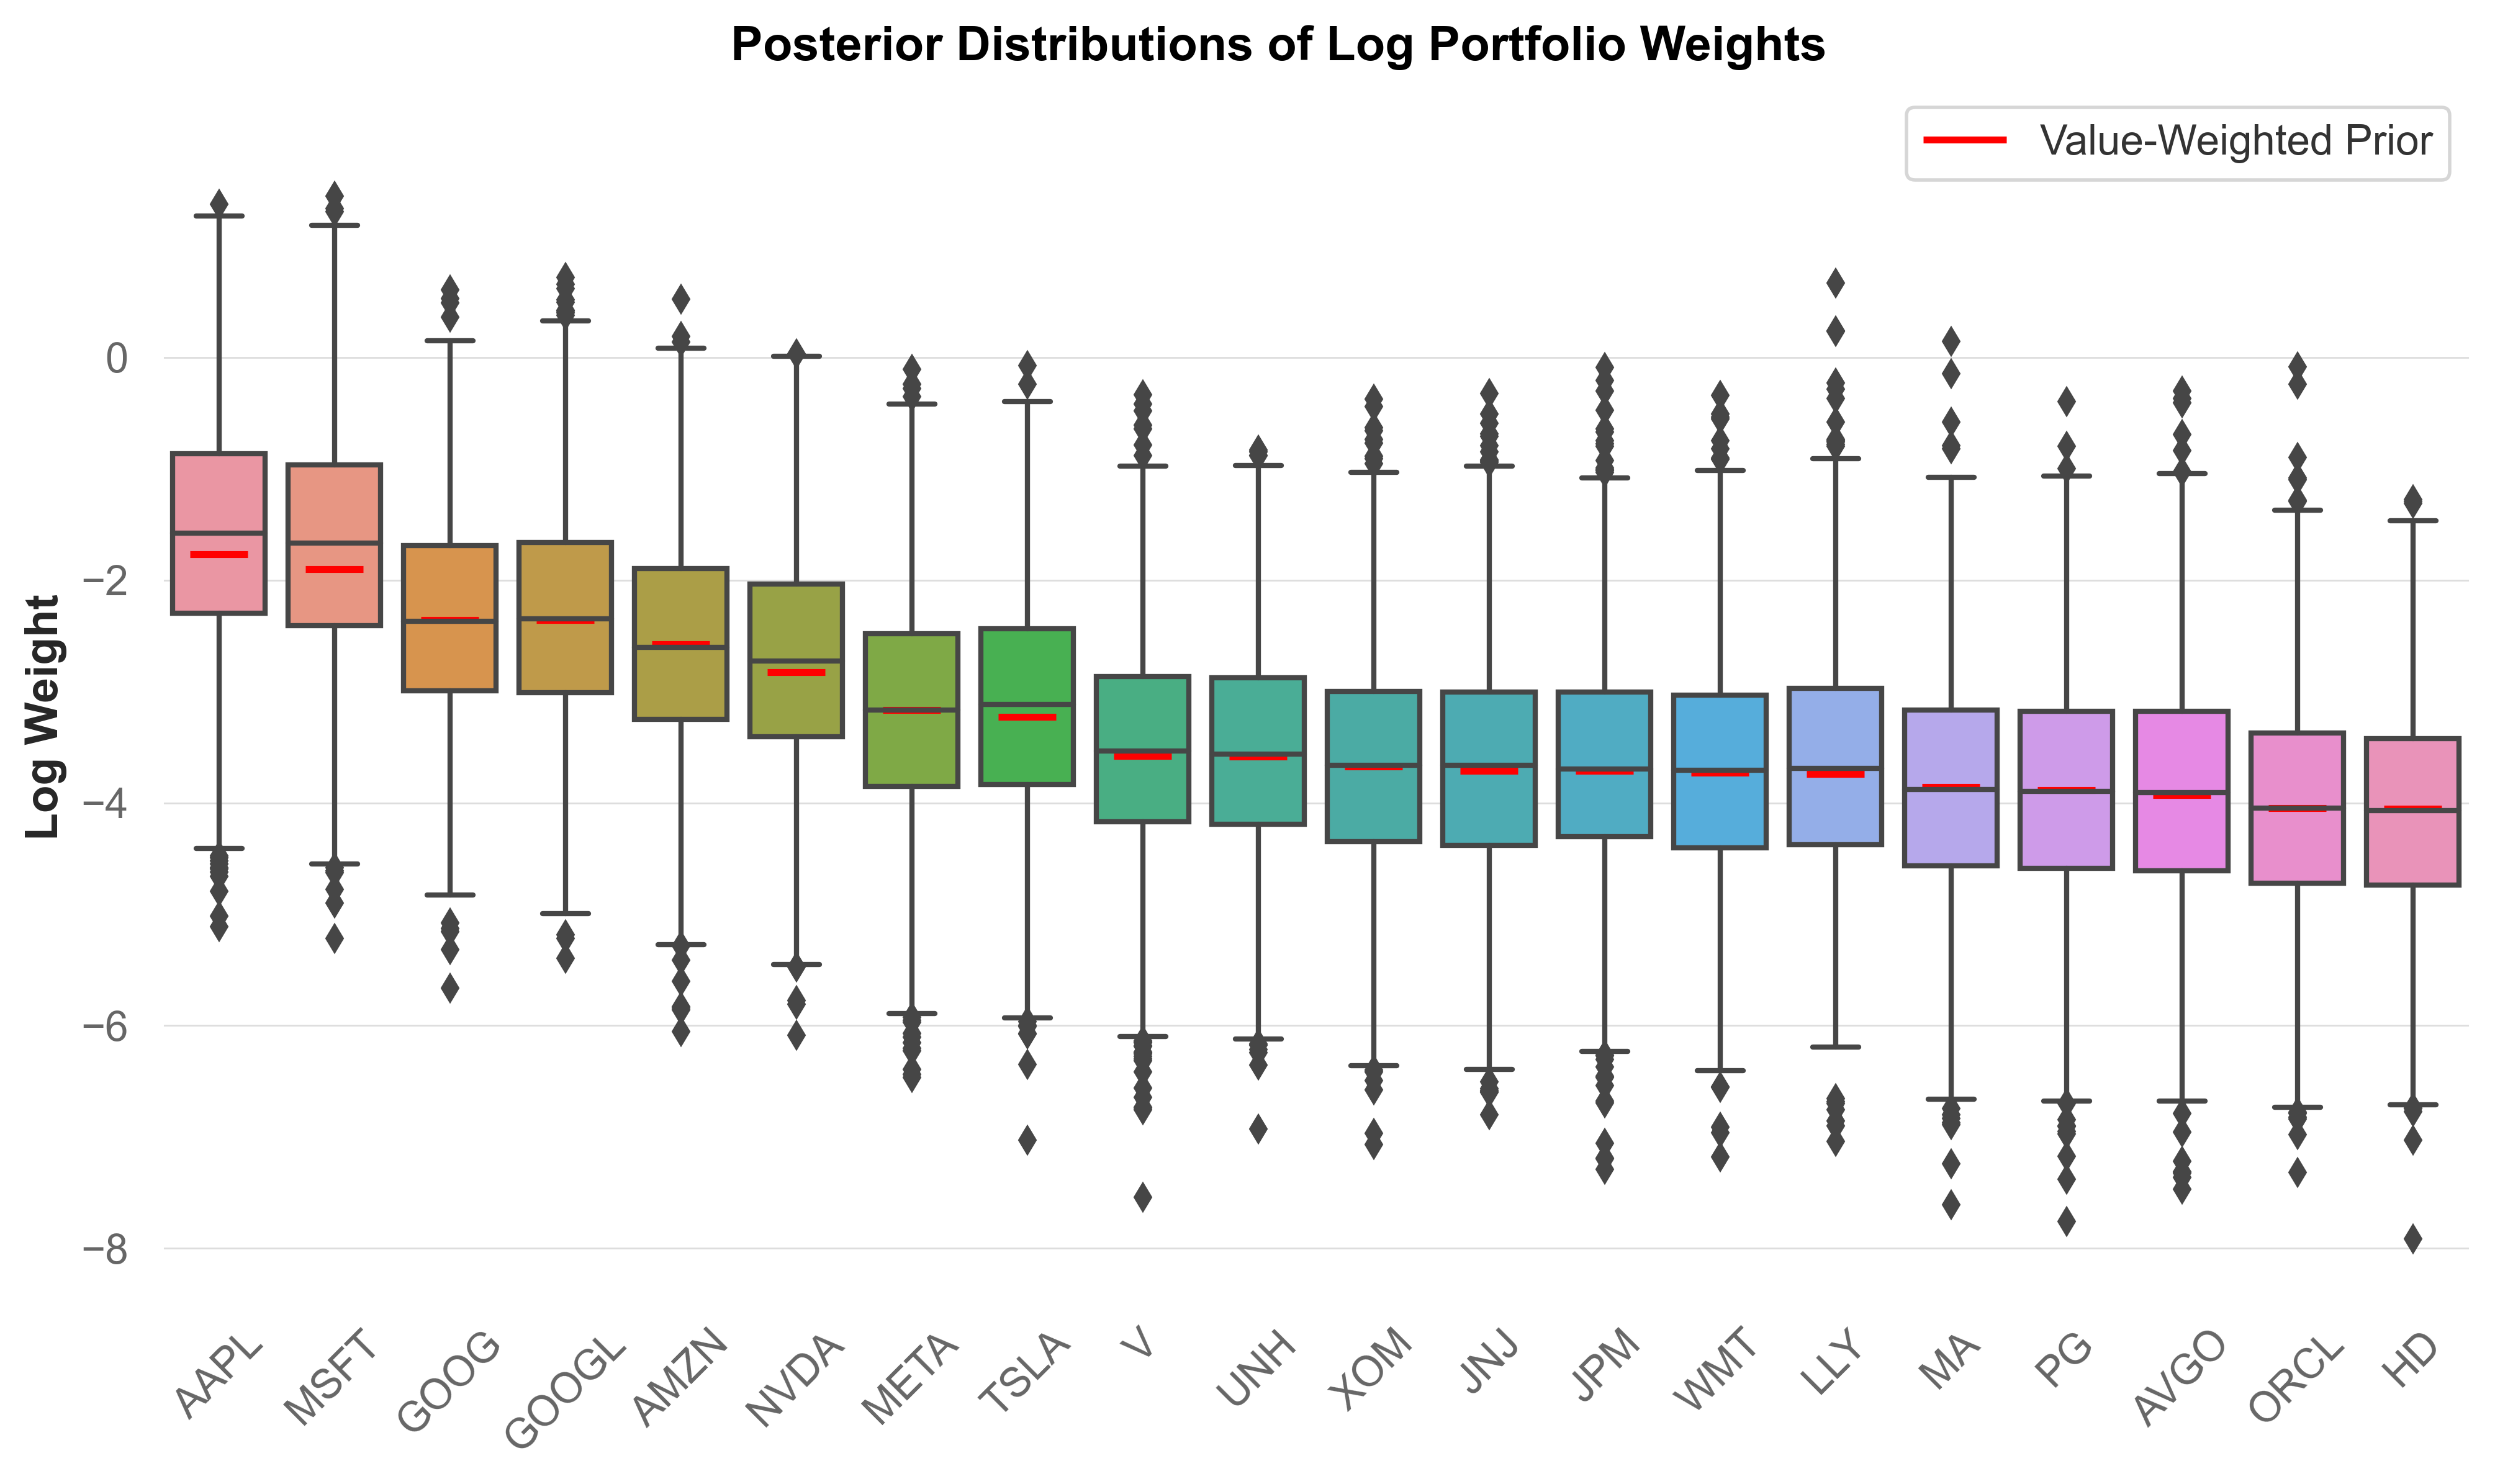 Posterior Distributions of Log Portfolio Weights
Value-Weighted Prior
Log Weight
0
−2
−4
−6
−8
AAPL
MSFT
GOOG
GOOGL
AMZN
NVDA
META
TSLA
V
UNH
XOM
JNJ
JPM
WMT
LLY
MA
PG
AVGO
ORCL
HD